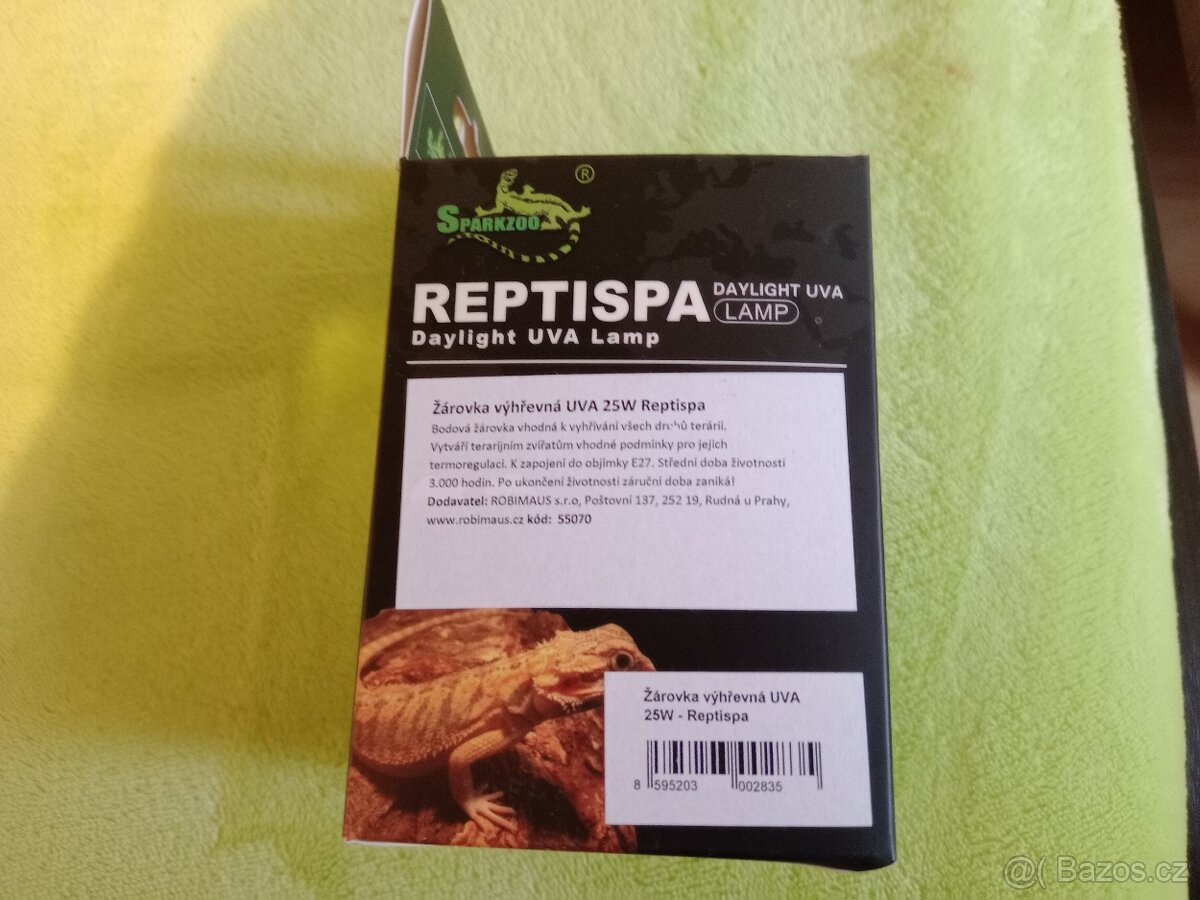 SPARKZOO ®
REPTISPA DAYLIGHT UVA
LAMP
Daylight UVA Lamp
Žárovka výhřevná UVA 25W Reptispa
Bodová žárovka vhodná k vyhřívání všech druhů terárií.
Vytváří terarijním zvířatům vhodné podmínky pro jejich
termoregulaci. K zapojení do objímky E27. Střední doba životnosti
3.000 hodin. Po ukončení životnosti záruční doba zaniká!
Dodavatel: ROBIMAUS s.r.o, Poštovní 137, 252 19, Rudná u Prahy,
www.robimaus.cz kód: 55070
Žárovka výhřevná UVA
25W - Reptispa
8 595203 002835
@( Bazos.cz